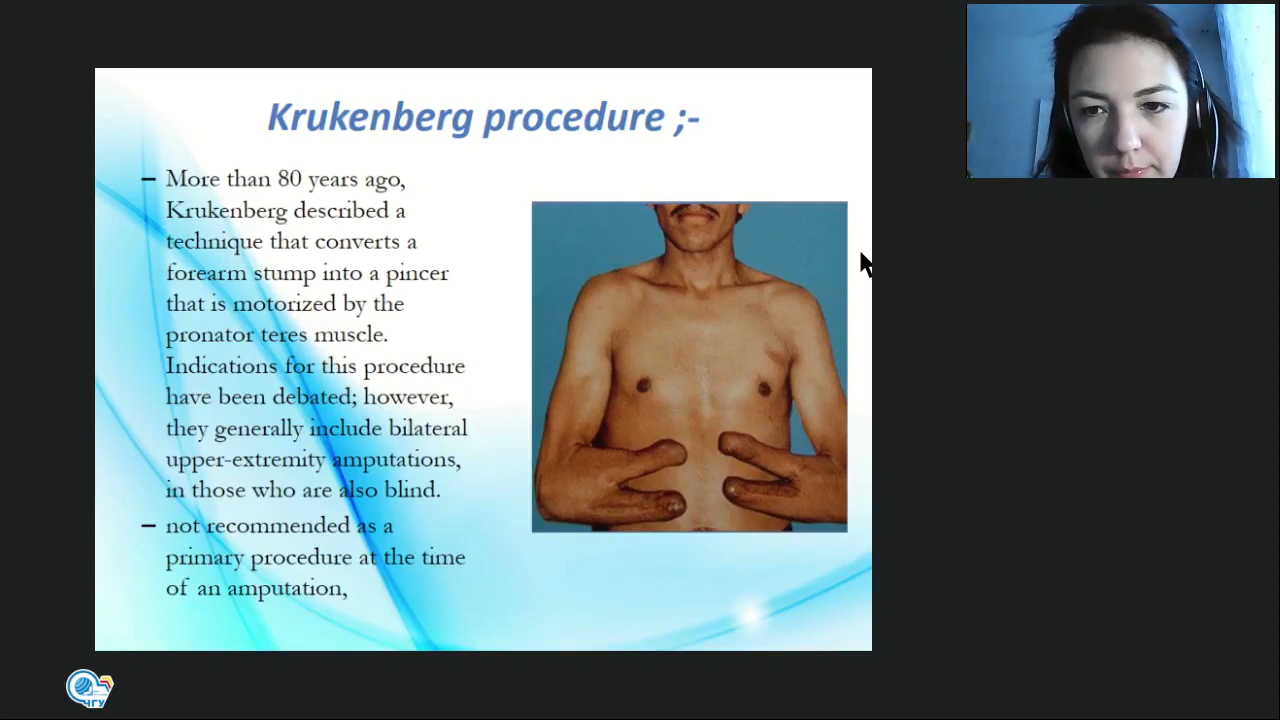 Krukenberg procedure ;-
– More than 80 years ago,
Krukenberg described a
technique that converts a
forearm stump into a pincer
that is motorized by the
pronator teres muscle.
Indications for this procedure
have been debated; however,
they generally include bilateral
upper-extremity amputations,
in those who are also blind.
– not recommended as a
primary procedure at the time
of an amputation,
ЧГУ